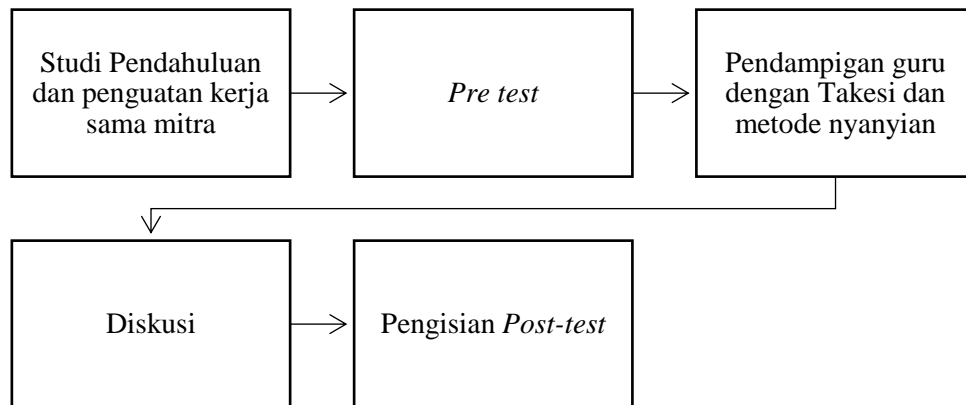 Studi Pendahuluan
dan penguatan kerja
sama mitra
Pre test
Pendampigan guru
dengan Takesi dan
metode nyanyian
Diskusi
Pengisian Post-test